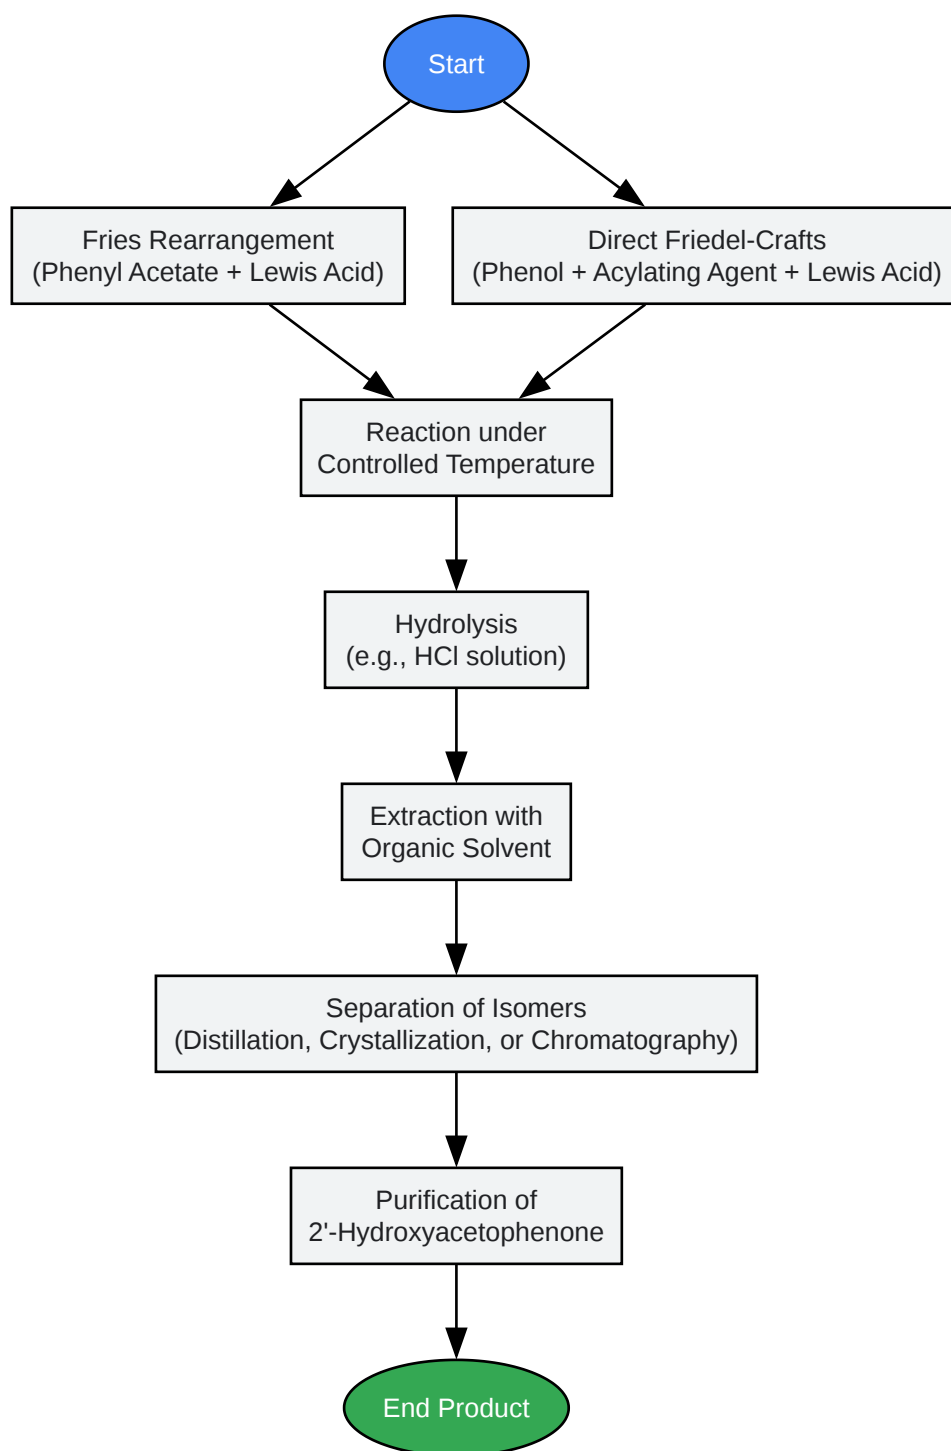 Start
Fries Rearrangement
(Phenyl Acetate + Lewis Acid)
Direct Friedel-Crafts
(Phenol + Acylating Agent + Lewis Acid)
Reaction under
Controlled Temperature
Hydrolysis
(e.g., HCl solution)
Extraction with
Organic Solvent
Separation of Isomers
(Distillation, Crystallization, or Chromatography)
Purification of
2'-Hydroxyacetophenone
End Product